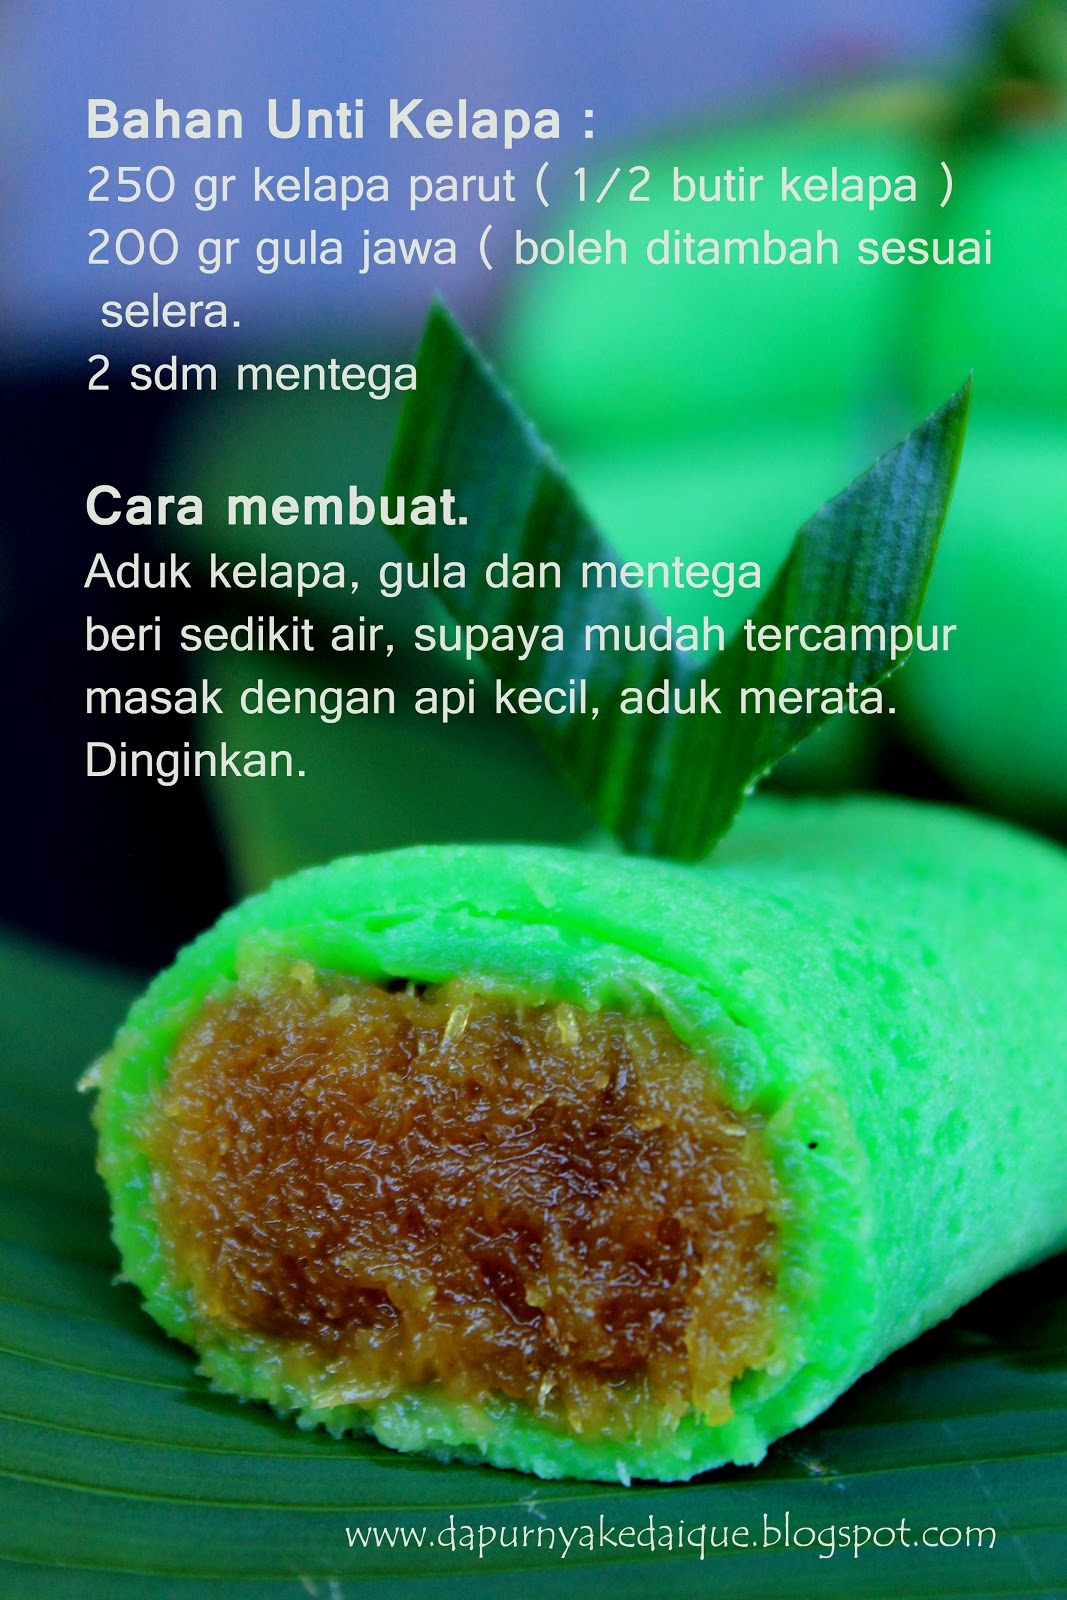 Bahan Unti Kelapa :
250 gr kelapa parut ( 1/2 butir kelapa )
200 gr gula jawa ( boleh ditambah sesuai
selera.
2 sdm mentega
Cara membuat.
Aduk kelapa, gula dan mentega
beri sedikit air, supaya mudah tercampur
masak dengan api kecil, aduk merata.
Dinginkan.
www.dapurnyakedaique.blogspot.com